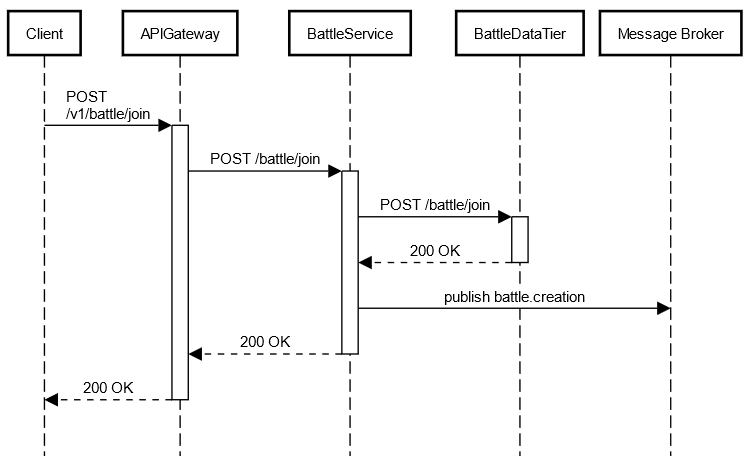 Client
APIGateway
BattleService
BattleDataTier
Message Broker
POST
/v1/battle/join
POST /battle/join
POST /battle/join
200 OK
publish battle.creation
200 OK
200 OK